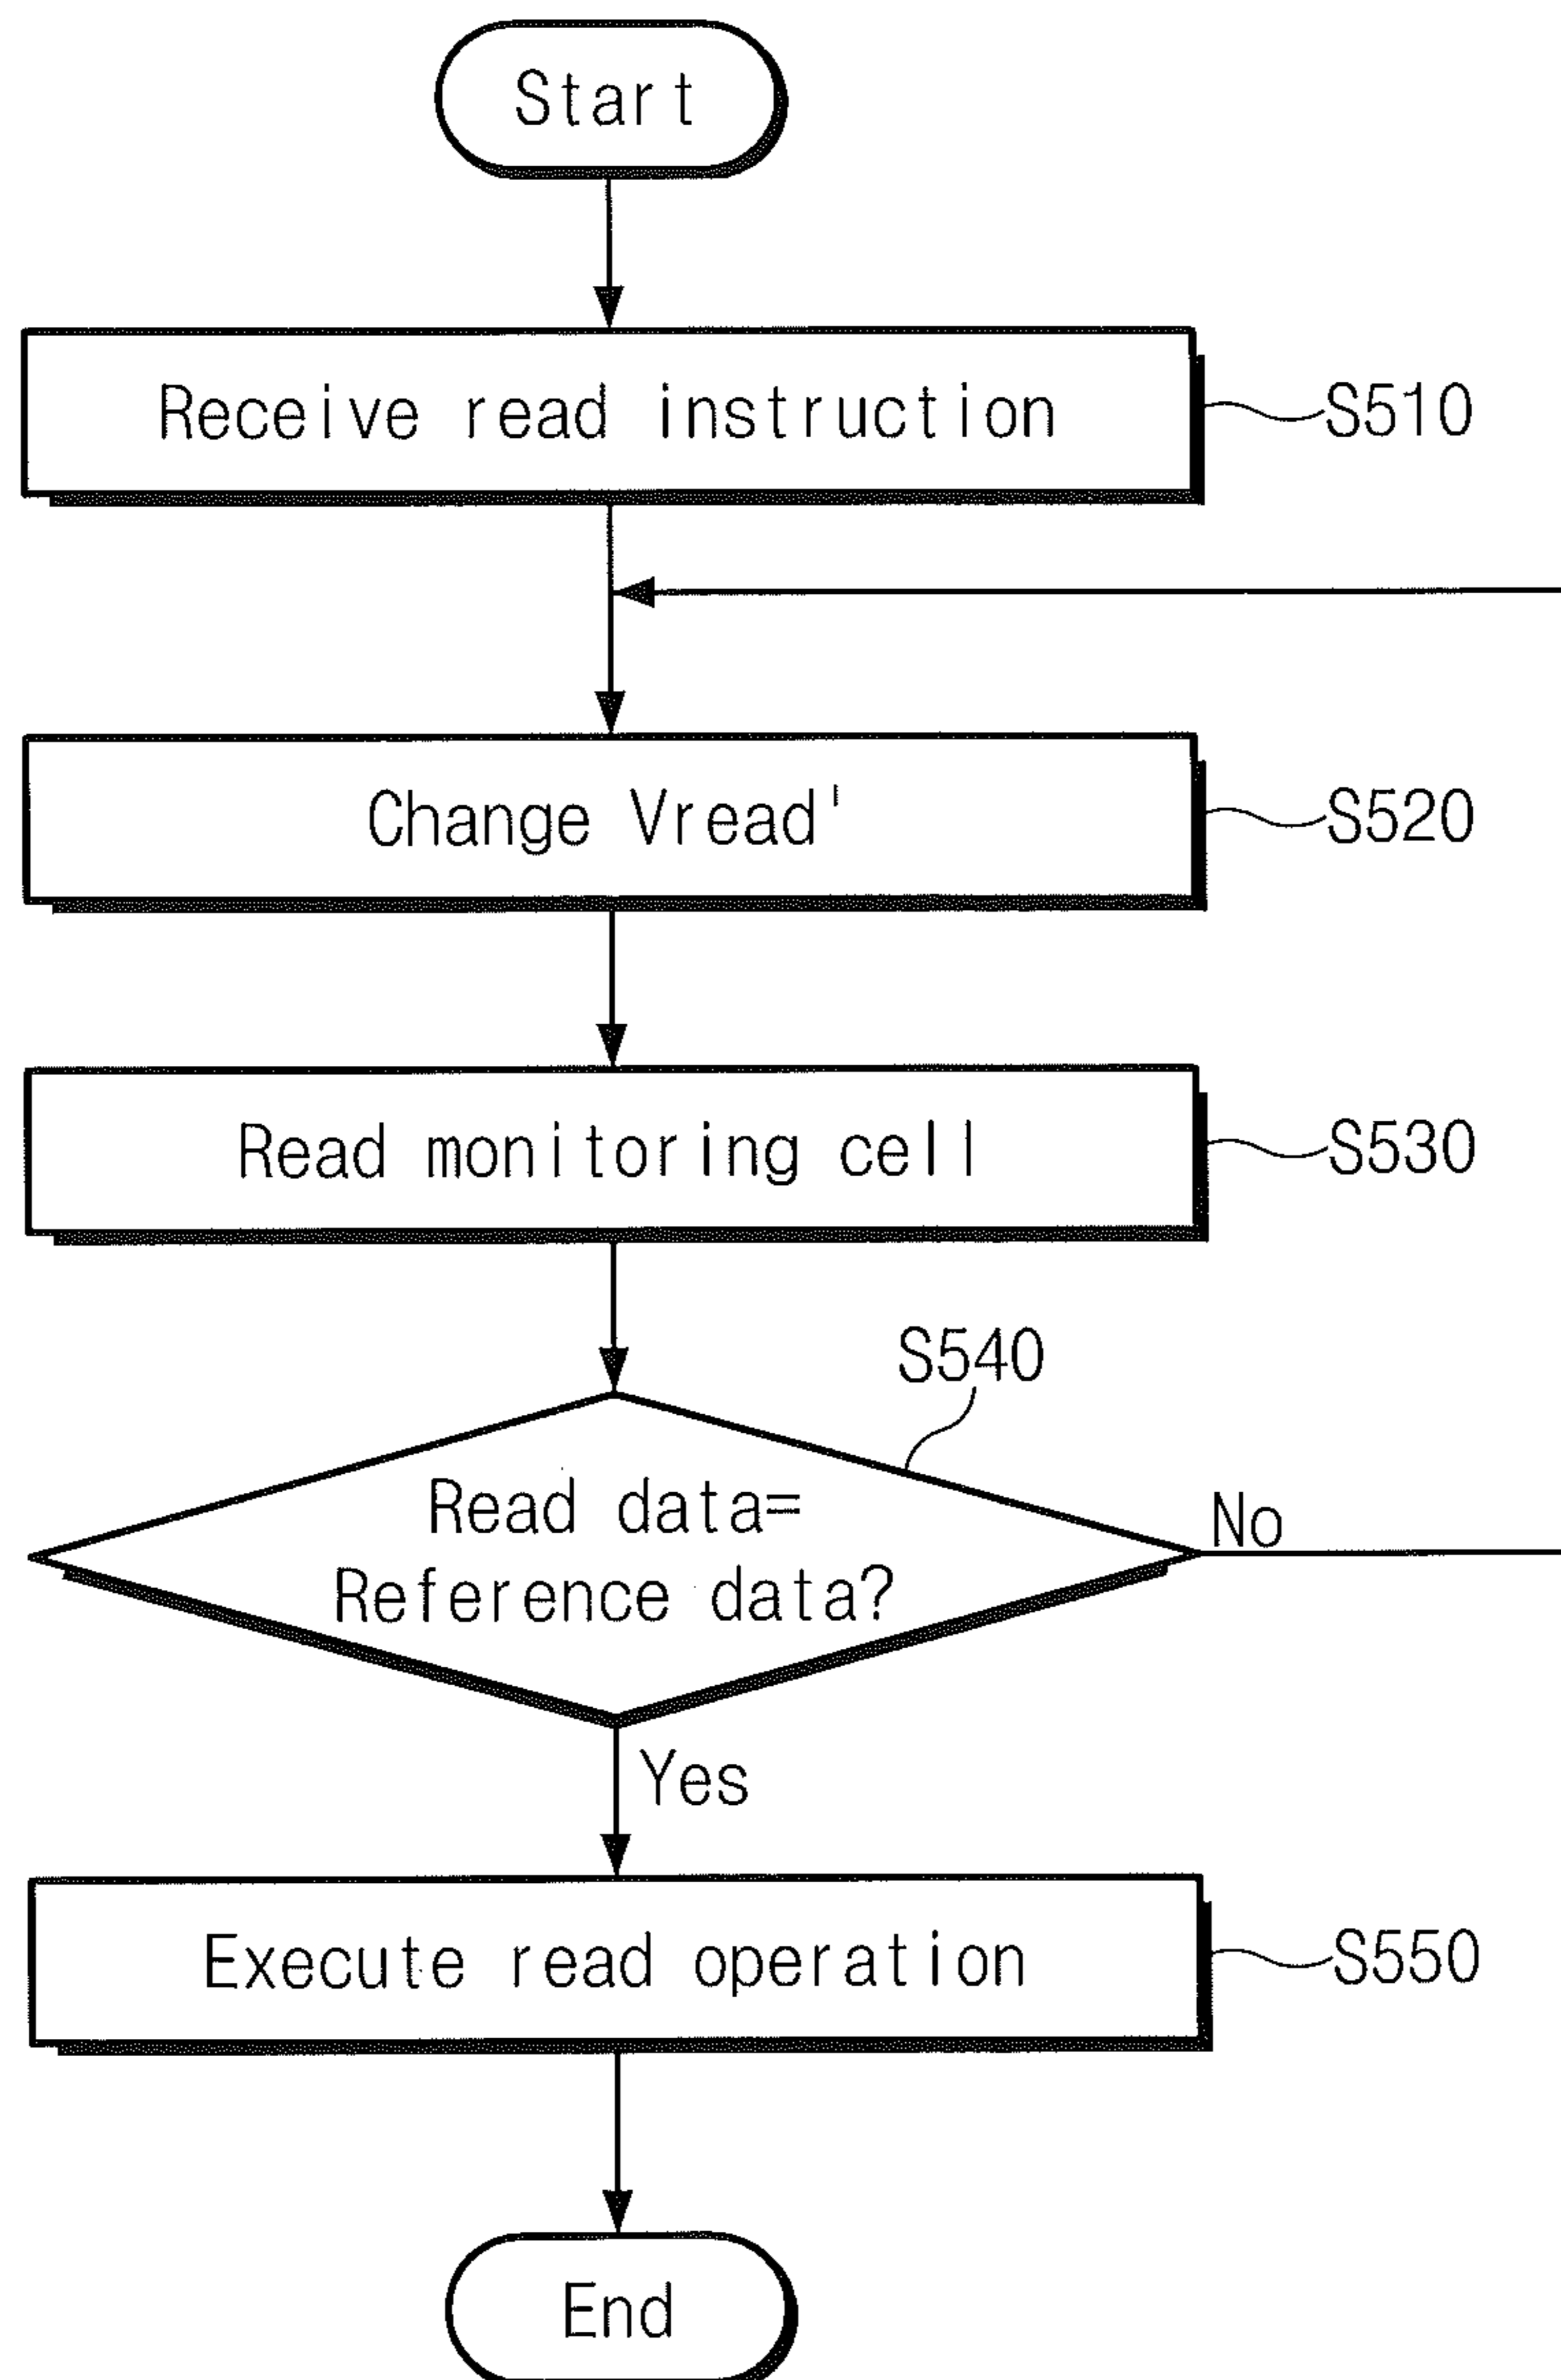 Start
Receive read instruction
S510
Change Vread'
S520
Read monitoring cell
S530
S540
Read data=
Reference data?
No
Yes
Execute read operation
S550
End